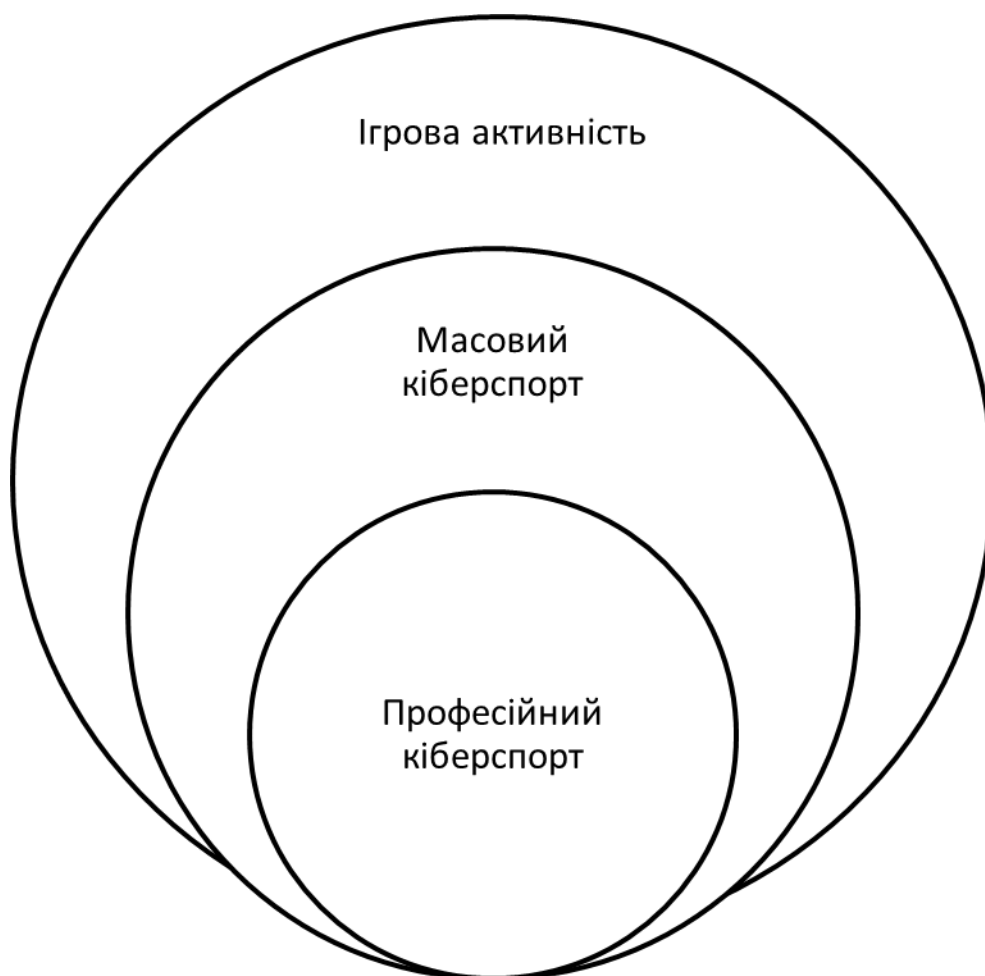 Ігрова активність
Масовий
кіберспорт
Професійний
кіберспорт